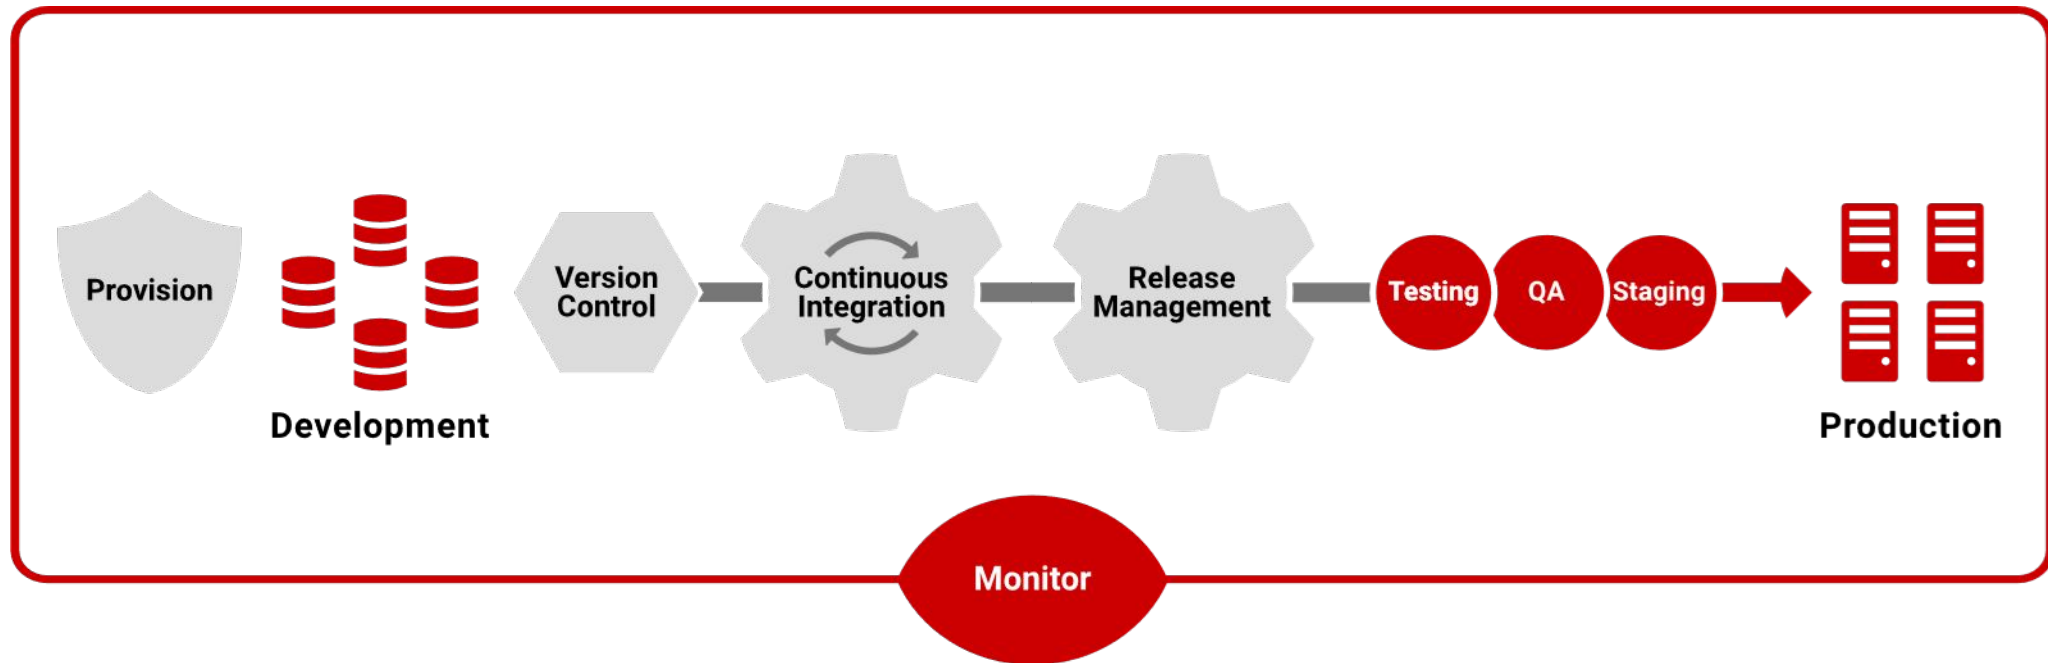 Provision
Development
Version
Control
Continuous
Integration
Release
Management
Testing
QA
Staging
Production
Monitor